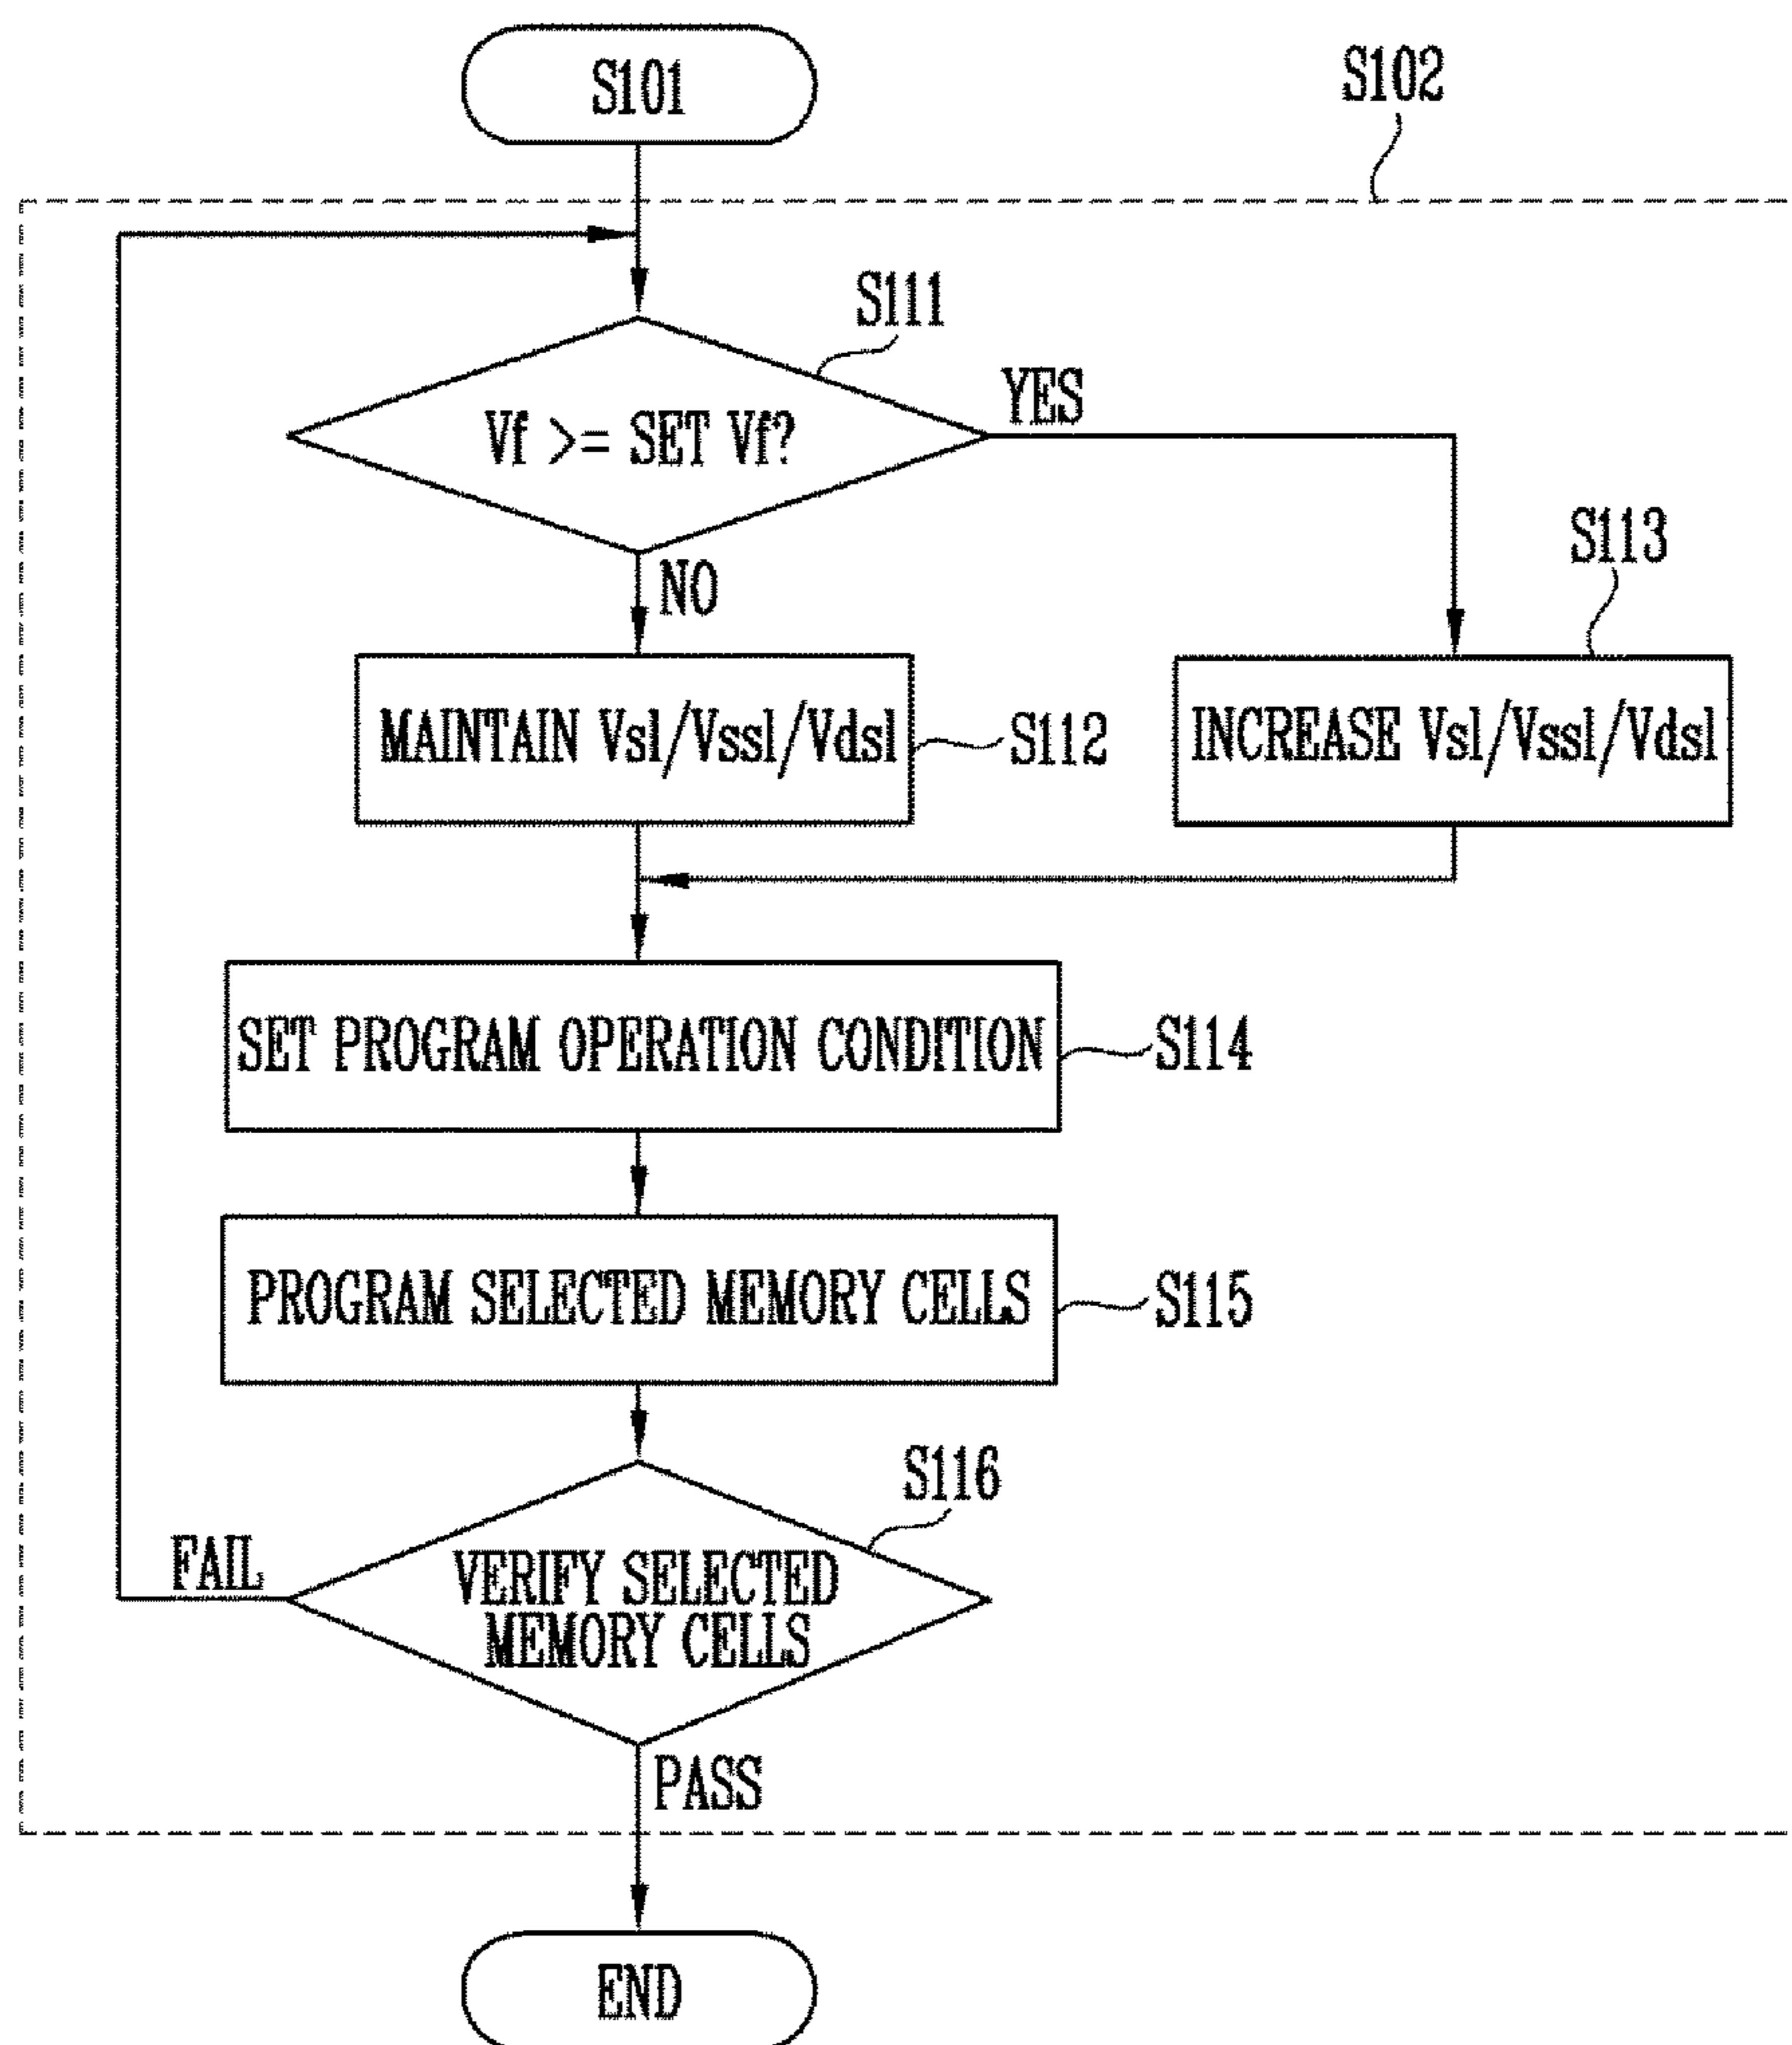 S101
S102
S111
Vf >= SET Vf?
YES
NO
S113
MAINTAIN Vsl/Vssl/Vdsl
S112
INCREASE Vsl/Vssl/Vdsl
SET PROGRAM OPERATION CONDITION
S114
PROGRAM SELECTED MEMORY CELLS
S115
S116
FAIL
VERIFY SELECTED
MEMORY CELLS
PASS
END